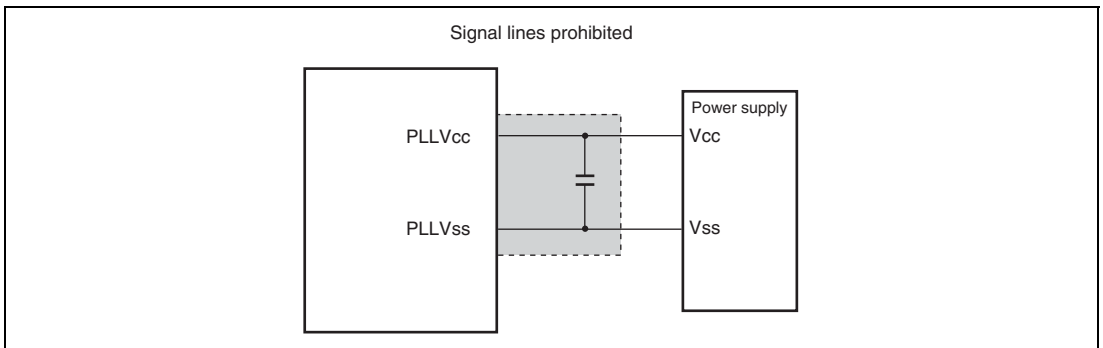 Signal lines prohibited
Power supply
PLLVcc
Vcc
PLLVss
Vss